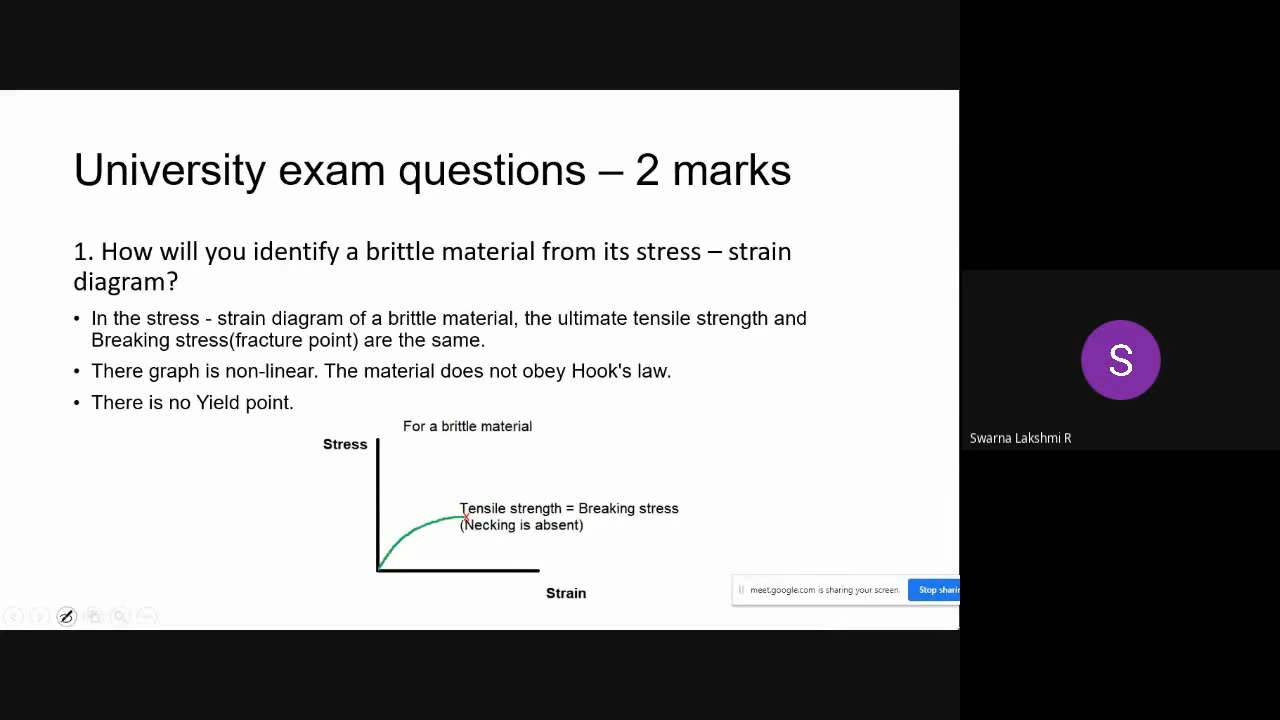 University exam questions – 2 marks
1. How will you identify a brittle material from its stress – strain
diagram?
• In the stress - strain diagram of a brittle material, the ultimate tensile strength and
Breaking stress(fracture point) are the same.
• There graph is non-linear. The material does not obey Hook's law.
• There is no Yield point.
For a brittle material
Stress
Tensile strength = Breaking stress
(Necking is absent)
Strain
meet.google.com is sharing your screen.
Stop sharin
S
Swarna Lakshmi R